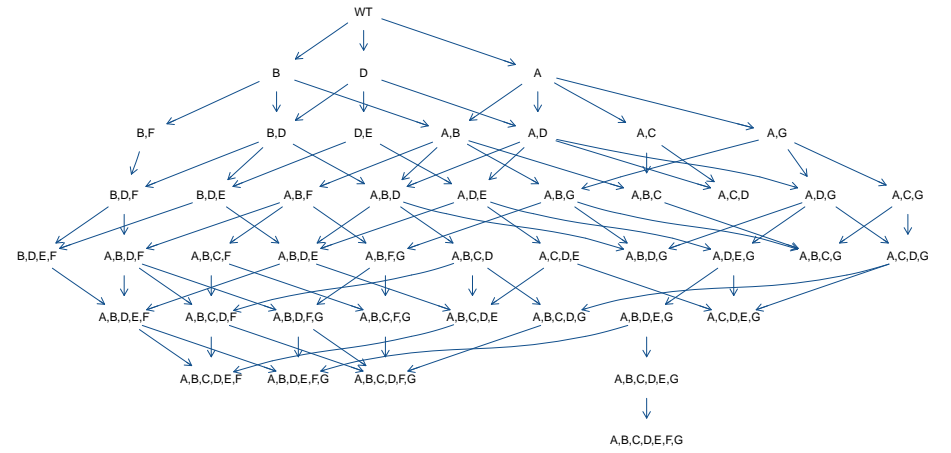 WT
B D A
B,F B,D D,E A,B A,D A,C A,G
B,D,F B,D,E A,B,F A,B,D A,D,E A,B,G A,B,C A,C,D A,D,G A,C,G
B,D,E,F A,B,D,F A,B,C,F A,B,D,E A,B,F,G A,B,C,D A,C,D,E A,B,D,G A,D,E,G A,B,C,G A,C,D,G
A,B,D,E,F A,B,C,D,F A,B,D,F,G A,B,C,F,G A,B,C,D,E A,B,C,D,G A,B,D,E,G A,C,D,E,G
A,B,C,D,E,F A,B,D,E,F,G A,B,C,D,F,G A,B,C,D,E,G
A,B,C,D,E,F,G